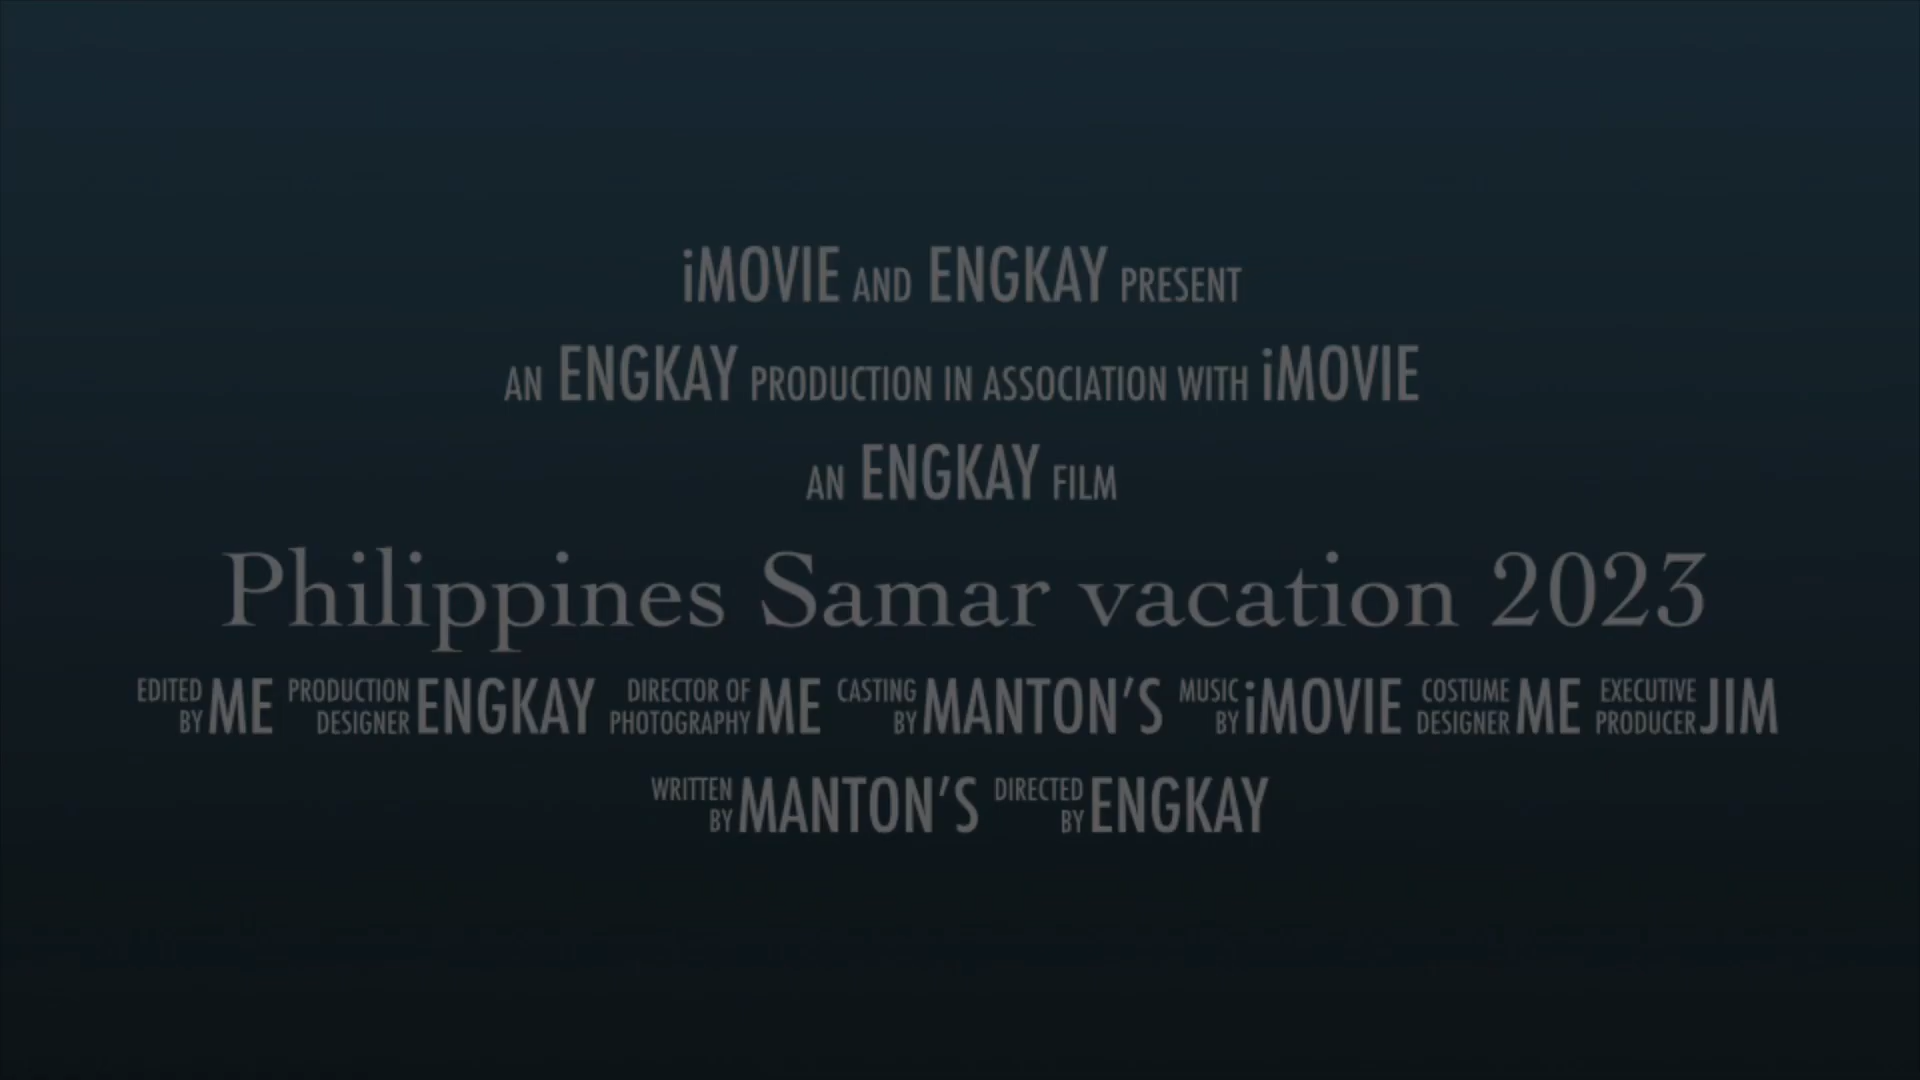 iMOVIE AND ENGKAY PRESENT
AN ENGKAY PRODUCTION IN ASSOCIATION WITH iMOVIE
AN ENGKAY FILM
Philippines Samar vacation 2023
EDITED BY ME PRODUCTION DESIGNER ENGKAY DIRECTOR OF PHOTOGRAPHY ME CASTING BY MANTON'S MUSIC BY iMOVIE COSTUME DESIGNER ME EXECUTIVE PRODUCER JIM
WRITTEN BY MANTON'S DIRECTED BY ENGKAY